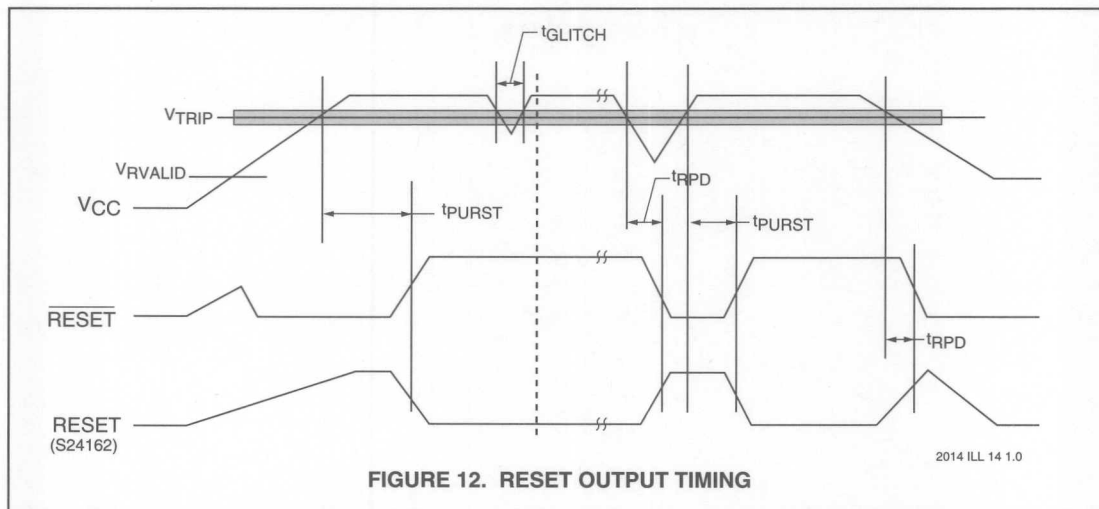 tGLITCH
VTRIP
VRVALID
tRPD
VCC
tPURST
tPURST
RESET
tRPD
RESET
(S24162)
2014 ILL 14 1.0
FIGURE 12. RESET OUTPUT TIMING